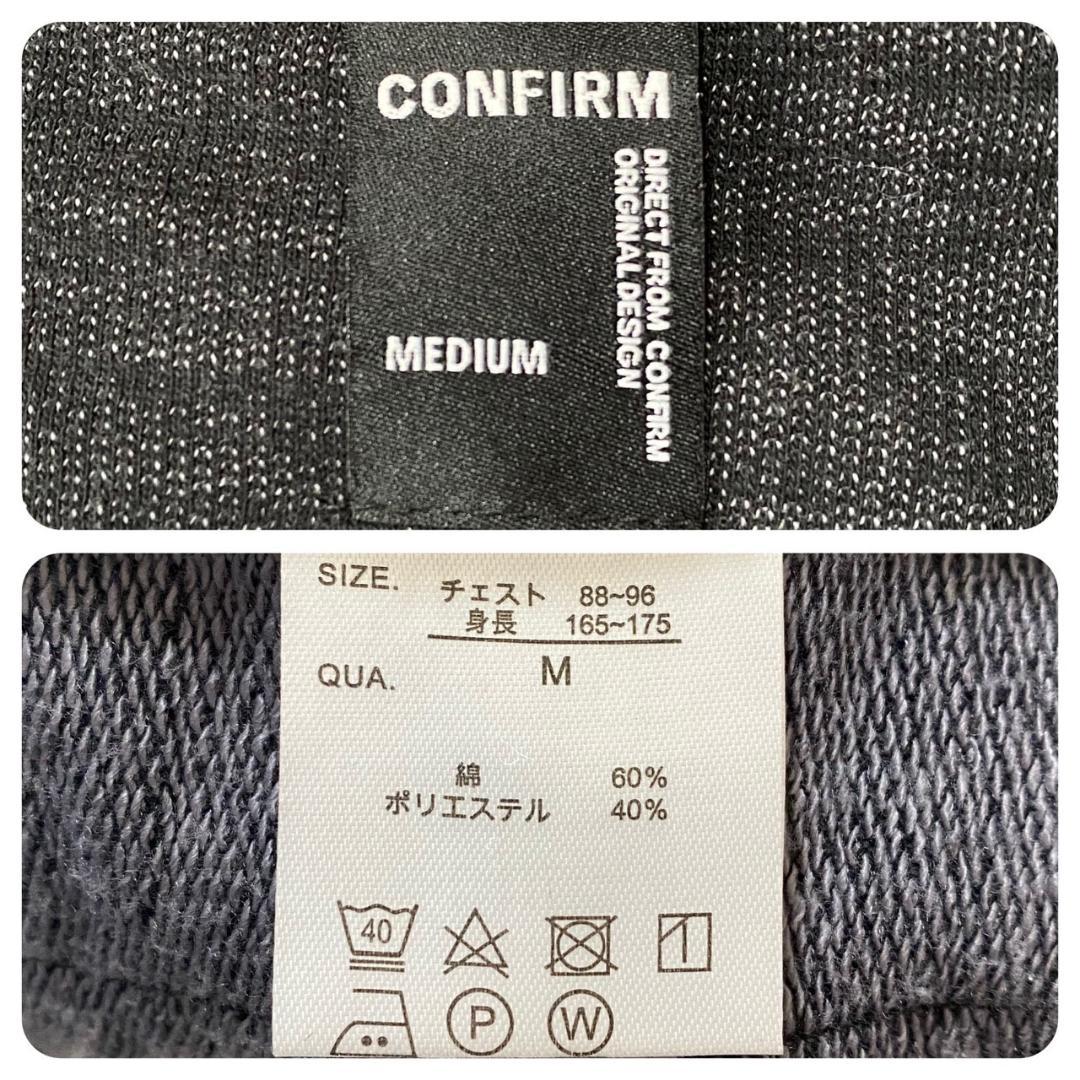 CONFIRM
DIRECT FROM CONFIRM
ORIGINAL DESIGN
MEDIUM
SIZE. チェスト 88~96
身長 165~175
QUA. M
綿 60%
ポリエステル 40%
40
P W